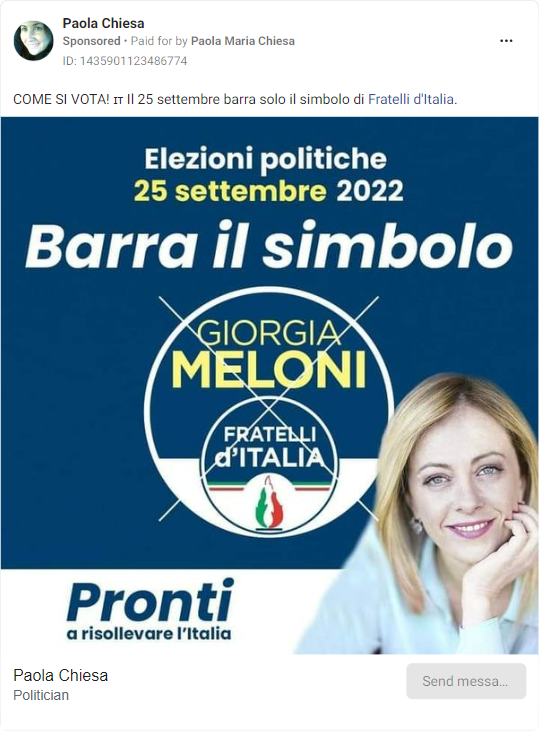 Paola Chiesa
Sponsored • Paid for by Paola Maria Chiesa
ID: 1435901123486774
COME SI VOTA! IT Il 25 settembre barra solo il simbolo di Fratelli d'Italia.
Elezioni politiche
25 settembre 2022
Barra il simbolo
GIORGIA
MELONI
FRATELLI
d'ITALIA
Pronti
a risollevare l'Italia
Paola Chiesa
Politician
Send messa...